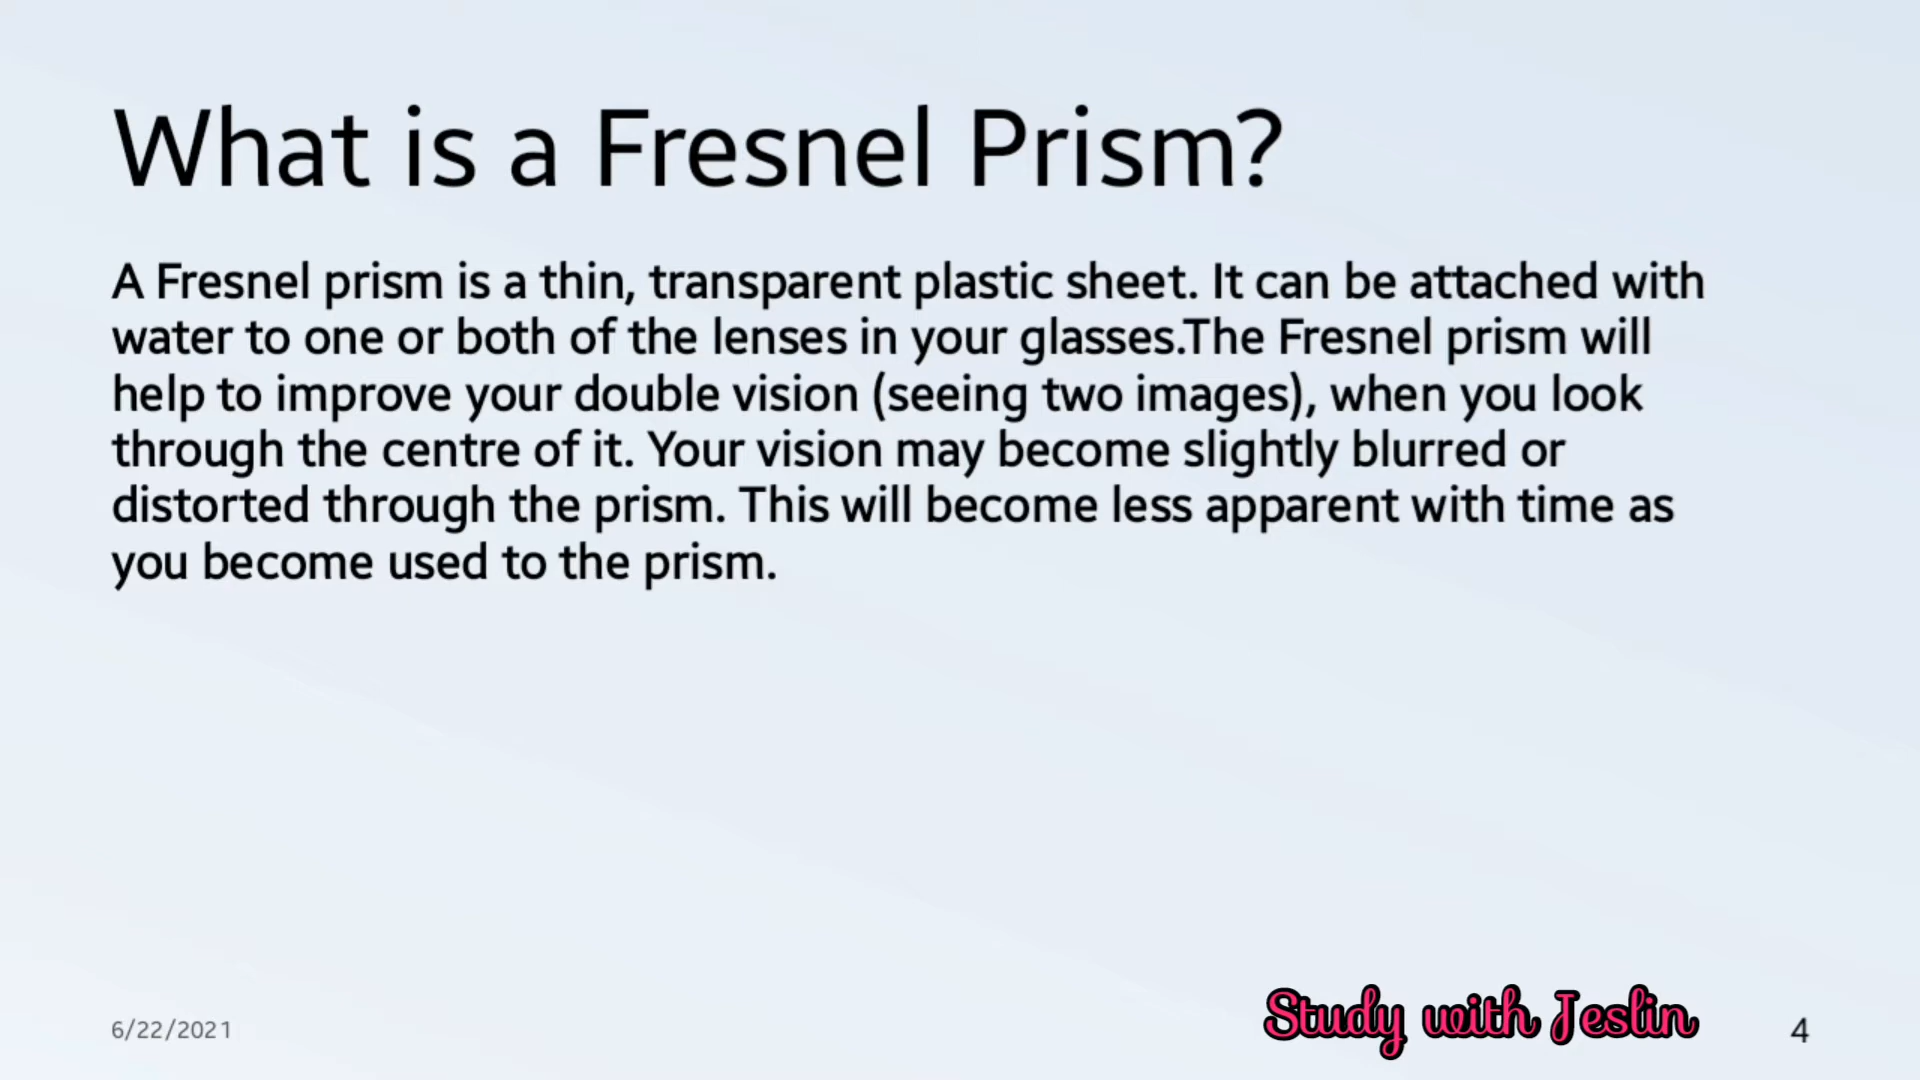 What is a Fresnel Prism?
A Fresnel prism is a thin, transparent plastic sheet. It can be attached with
water to one or both of the lenses in your glasses.The Fresnel prism will
help to improve your double vision (seeing two images), when you look
through the centre of it. Your vision may become slightly blurred or
distorted through the prism. This will become less apparent with time as
you become used to the prism.
6/22/2021
Study with Jeslin
4